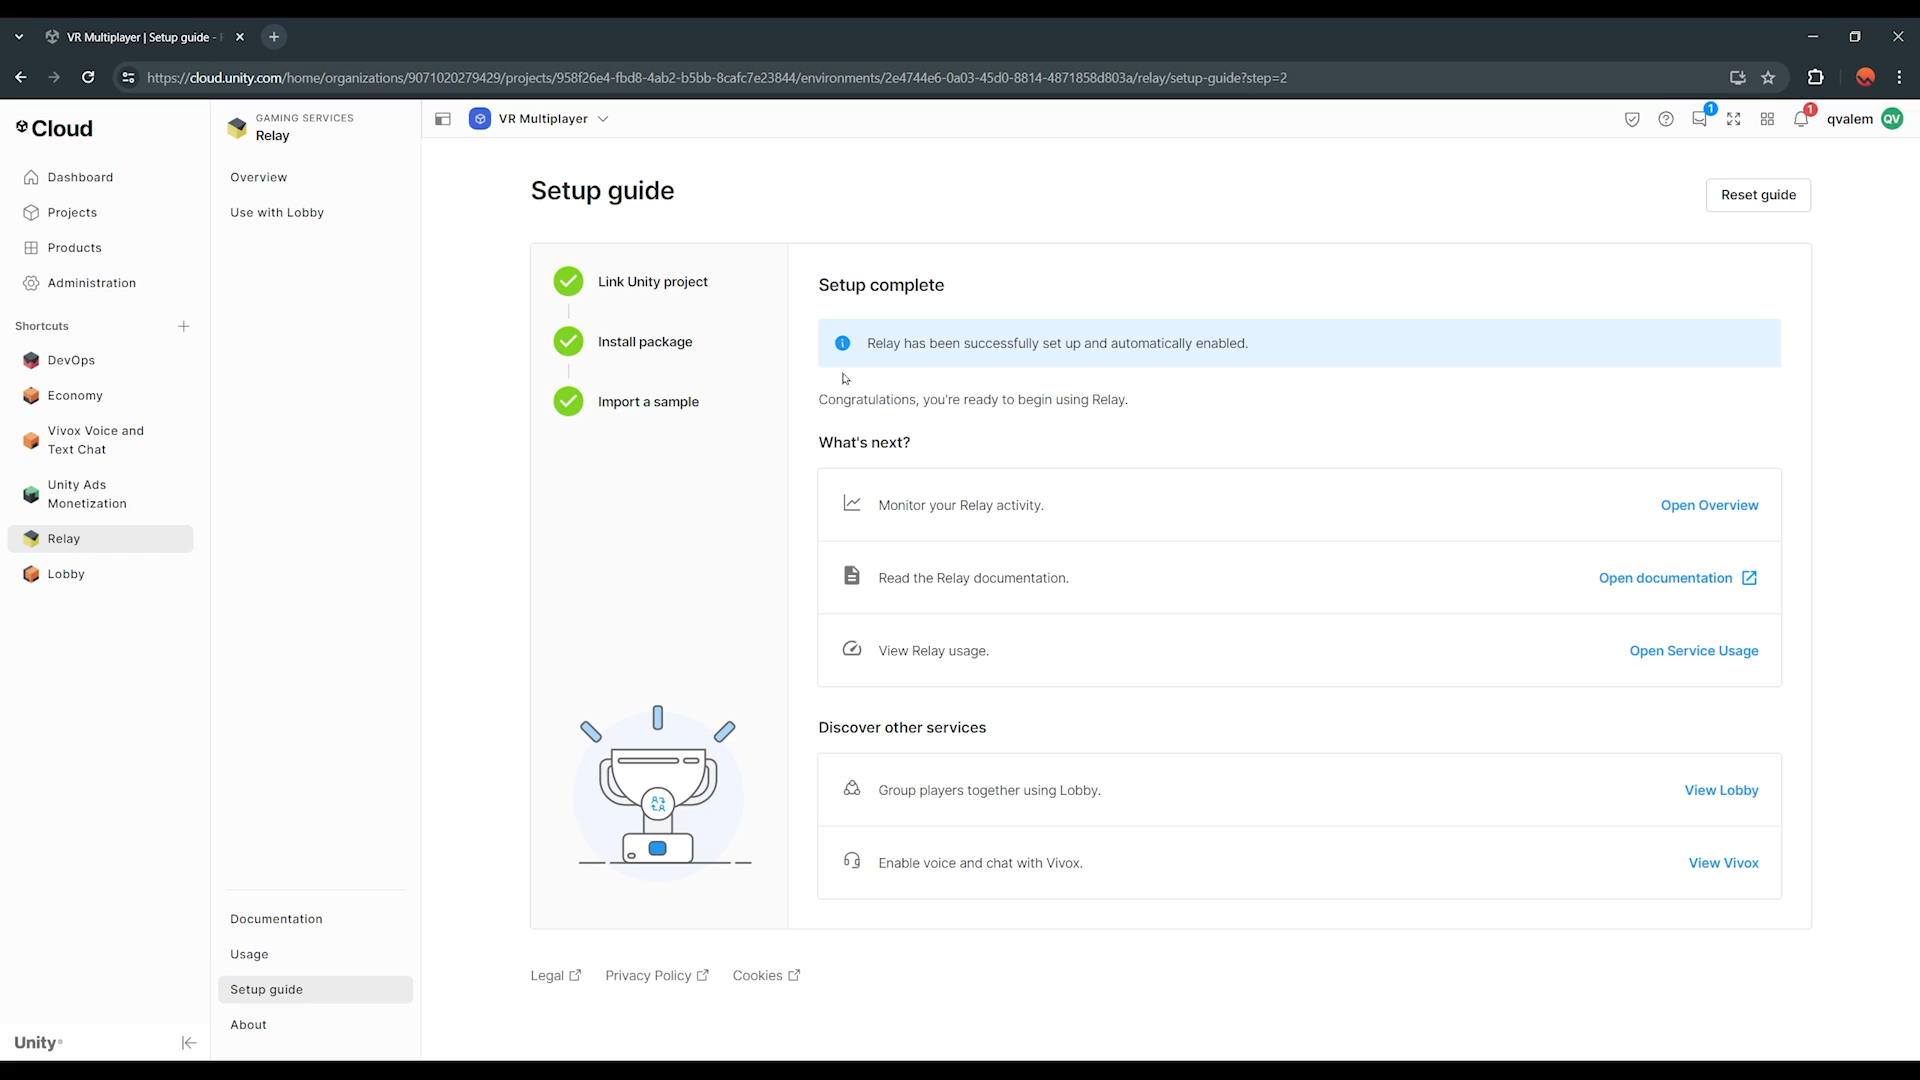 VR Multiplayer | Setup guide -
https://cloud.unity.com/home/organizations/9071020279429/projects/958f26e4-fbd8-4ab2-b5bb-8cafc7e23844/environments/2e4744e6-0a03-45d0-8814-4871858d803a/relay/setup-guide?step=2
Cloud
Dashboard
Projects
Products
Administration
Shortcuts
DevOps
Economy
Vivox Voice and
Text Chat
Unity Ads
Monetization
Relay
Lobby
Unity
GAMING SERVICES
Relay
Overview
Use with Lobby
Documentation
Usage
Setup guide
About
VR Multiplayer
1
1
qvalem
QV
Setup guide
Reset guide
Link Unity project
Install package
Import a sample
Setup complete
Relay has been successfully set up and automatically enabled.
Congratulations, you're ready to begin using Relay.
What's next?
Monitor your Relay activity.
Open Overview
Read the Relay documentation.
Open documentation
View Relay usage.
Open Service Usage
Discover other services
Group players together using Lobby.
View Lobby
Enable voice and chat with Vivox.
View Vivox
Legal
Privacy Policy
Cookies